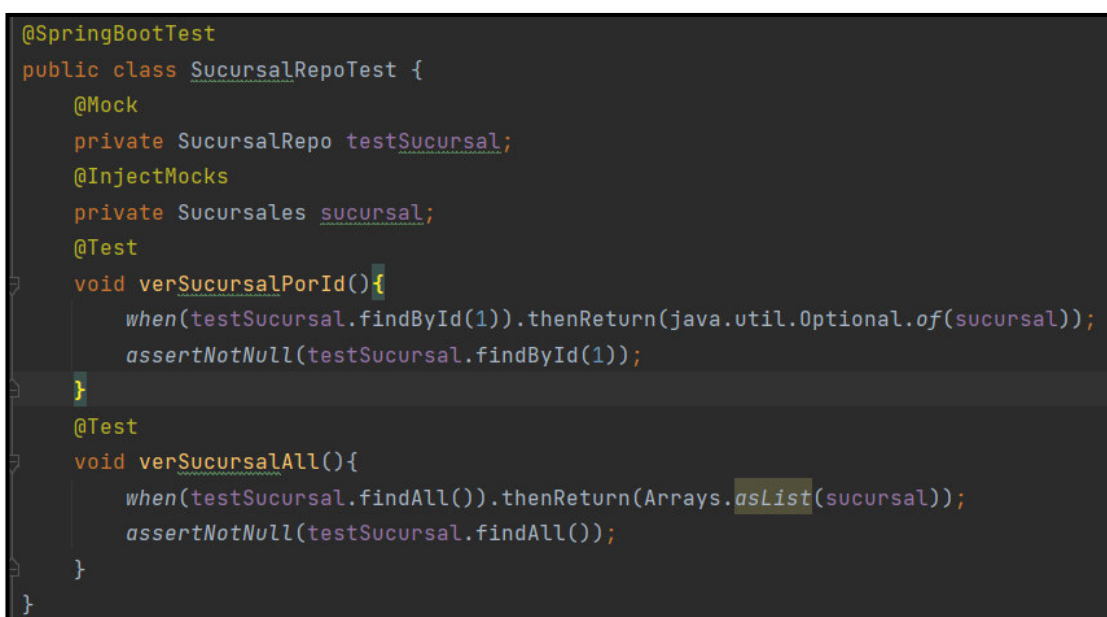 @SpringBootTest
public class SucursalRepoTest {
    @Mock
    private SucursalRepo testSucursal;
    @InjectMocks
    private Sucursales sucursal;
    @Test
    void verSucursalPorId(){
        when(testSucursal.findById(1)).thenReturn(java.util.Optional.of(sucursal));
        assertNotNull(testSucursal.findById(1));
    }
    @Test
    void verSucursalAll(){
        when(testSucursal.findAll()).thenReturn(Arrays.asList(sucursal));
        assertNotNull(testSucursal.findAll());
    }
}